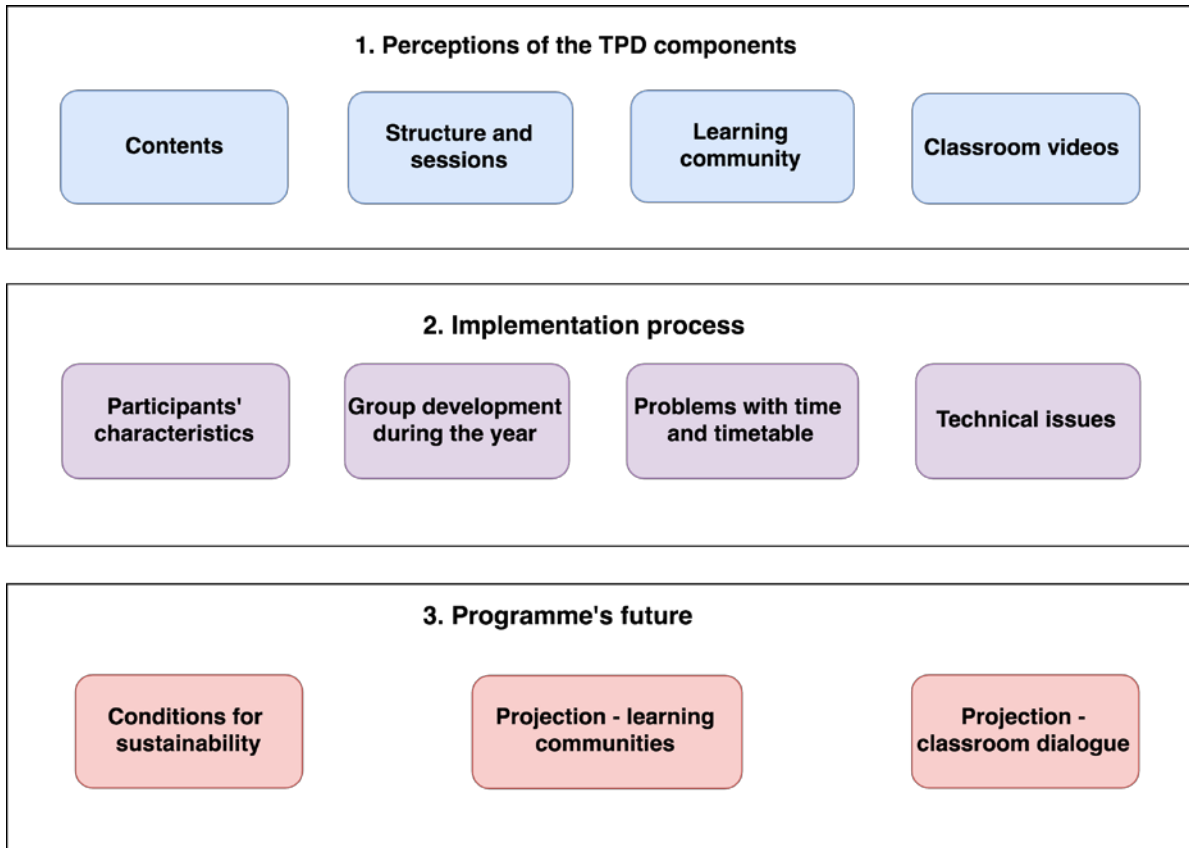 1. Perceptions of the TPD components
Contents
Structure and
sessions
Learning
community
Classroom videos
2. Implementation process
Participants'
characteristics
Group development
during the year
Problems with time
and timetable
Technical issues
3. Programme's future
Conditions for
sustainability
Projection - learning
communities
Projection -
classroom dialogue